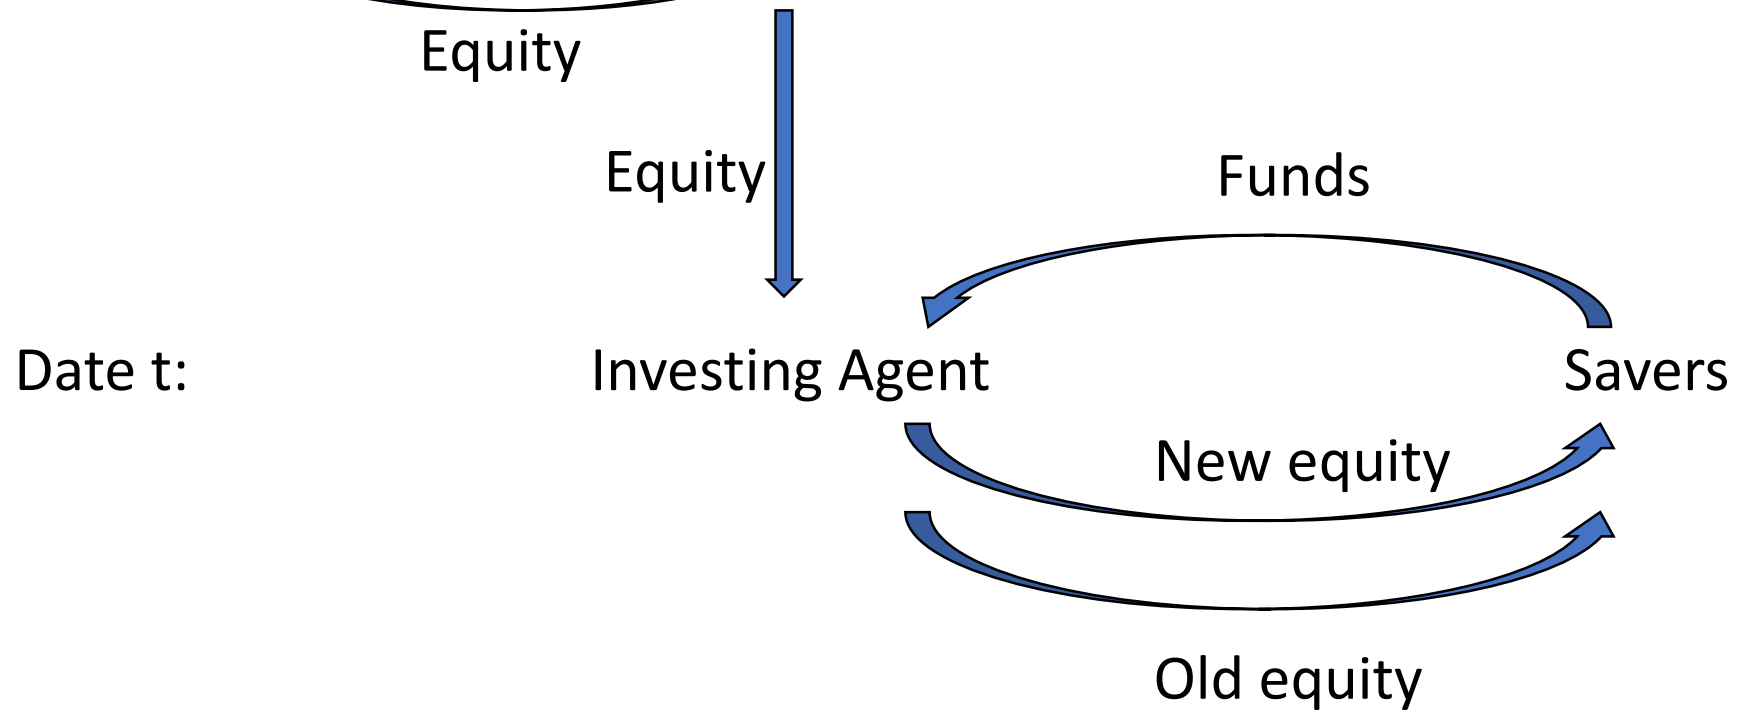 Equity
Equity
Funds
Date t:
Investing Agent
Savers
New equity
Old equity